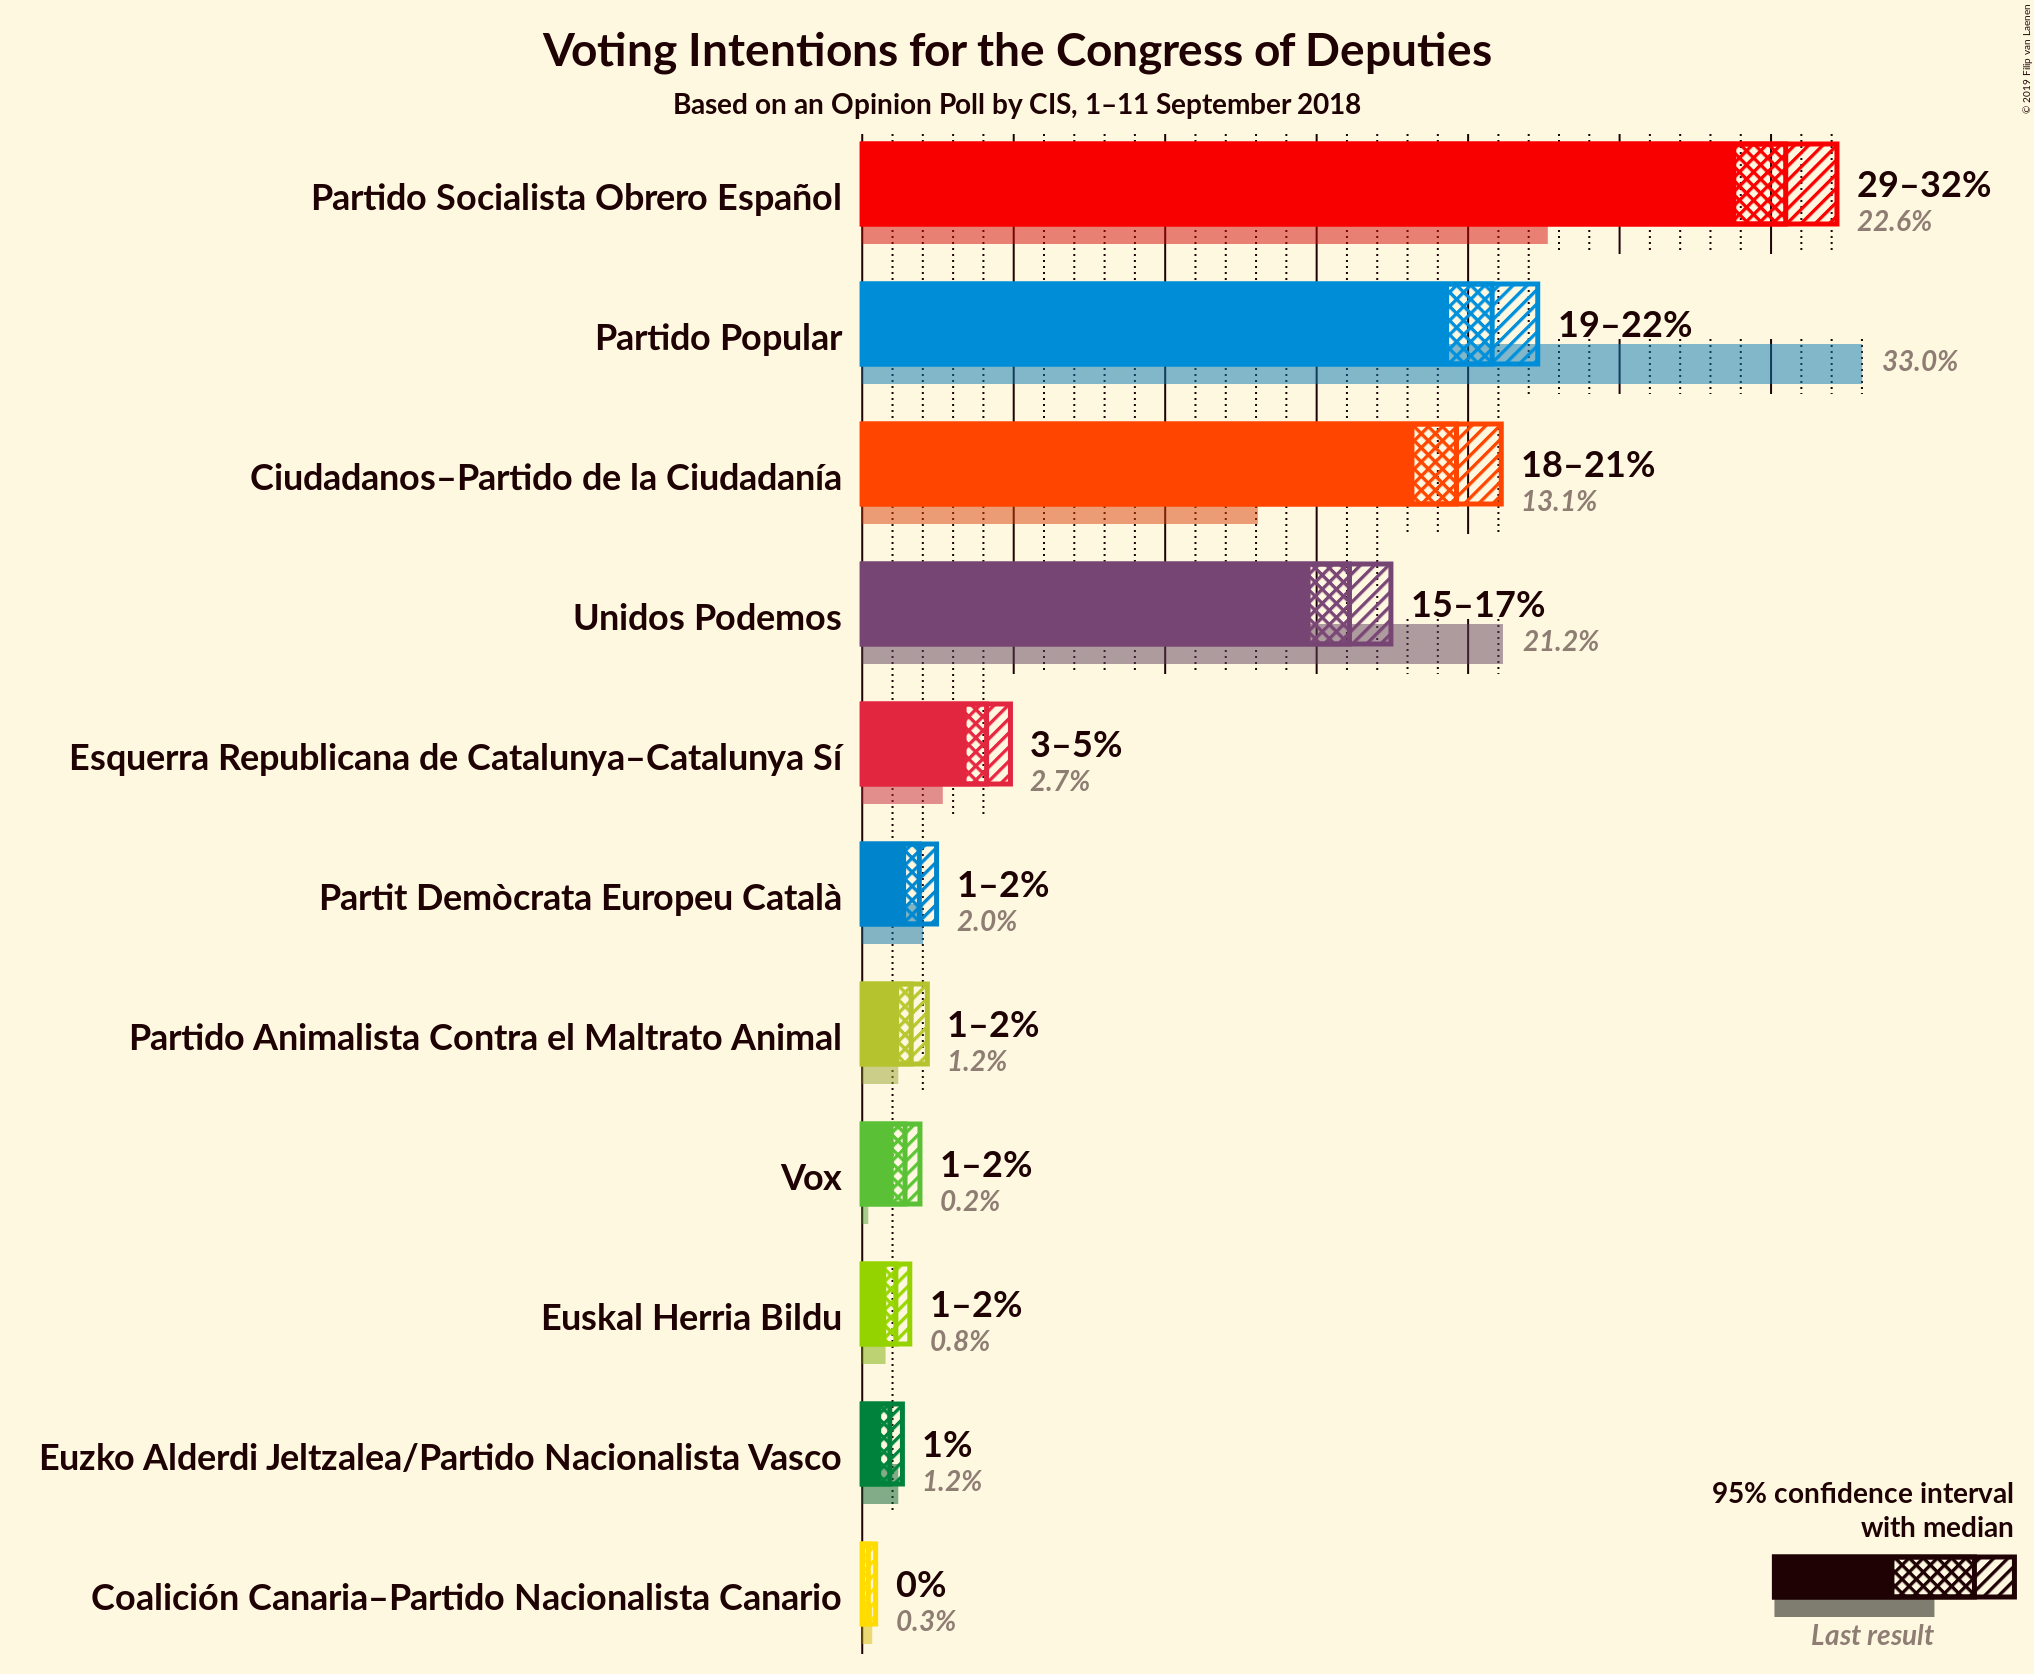 Voting Intentions for the Congress of Deputies
Based on an Opinion Poll by CIS, 1–11 September 2018
© 2019 Filip van Laenen
Partido Socialista Obrero Español
29–32%
22.6%
Partido Popular
19–22%
33.0%
Ciudadanos–Partido de la Ciudadanía
18–21%
13.1%
Unidos Podemos
15–17%
21.2%
Esquerra Republicana de Catalunya–Catalunya Sí
3–5%
2.7%
Partit Demòcrata Europeu Català
1–2%
2.0%
Partido Animalista Contra el Maltrato Animal
1–2%
1.2%
Vox
1–2%
0.2%
Euskal Herria Bildu
1–2%
0.8%
Euzko Alderdi Jeltzalea/Partido Nacionalista Vasco
1%
1.2%
Coalición Canaria–Partido Nacionalista Canario
0%
0.3%
95% confidence interval
with median
Last result